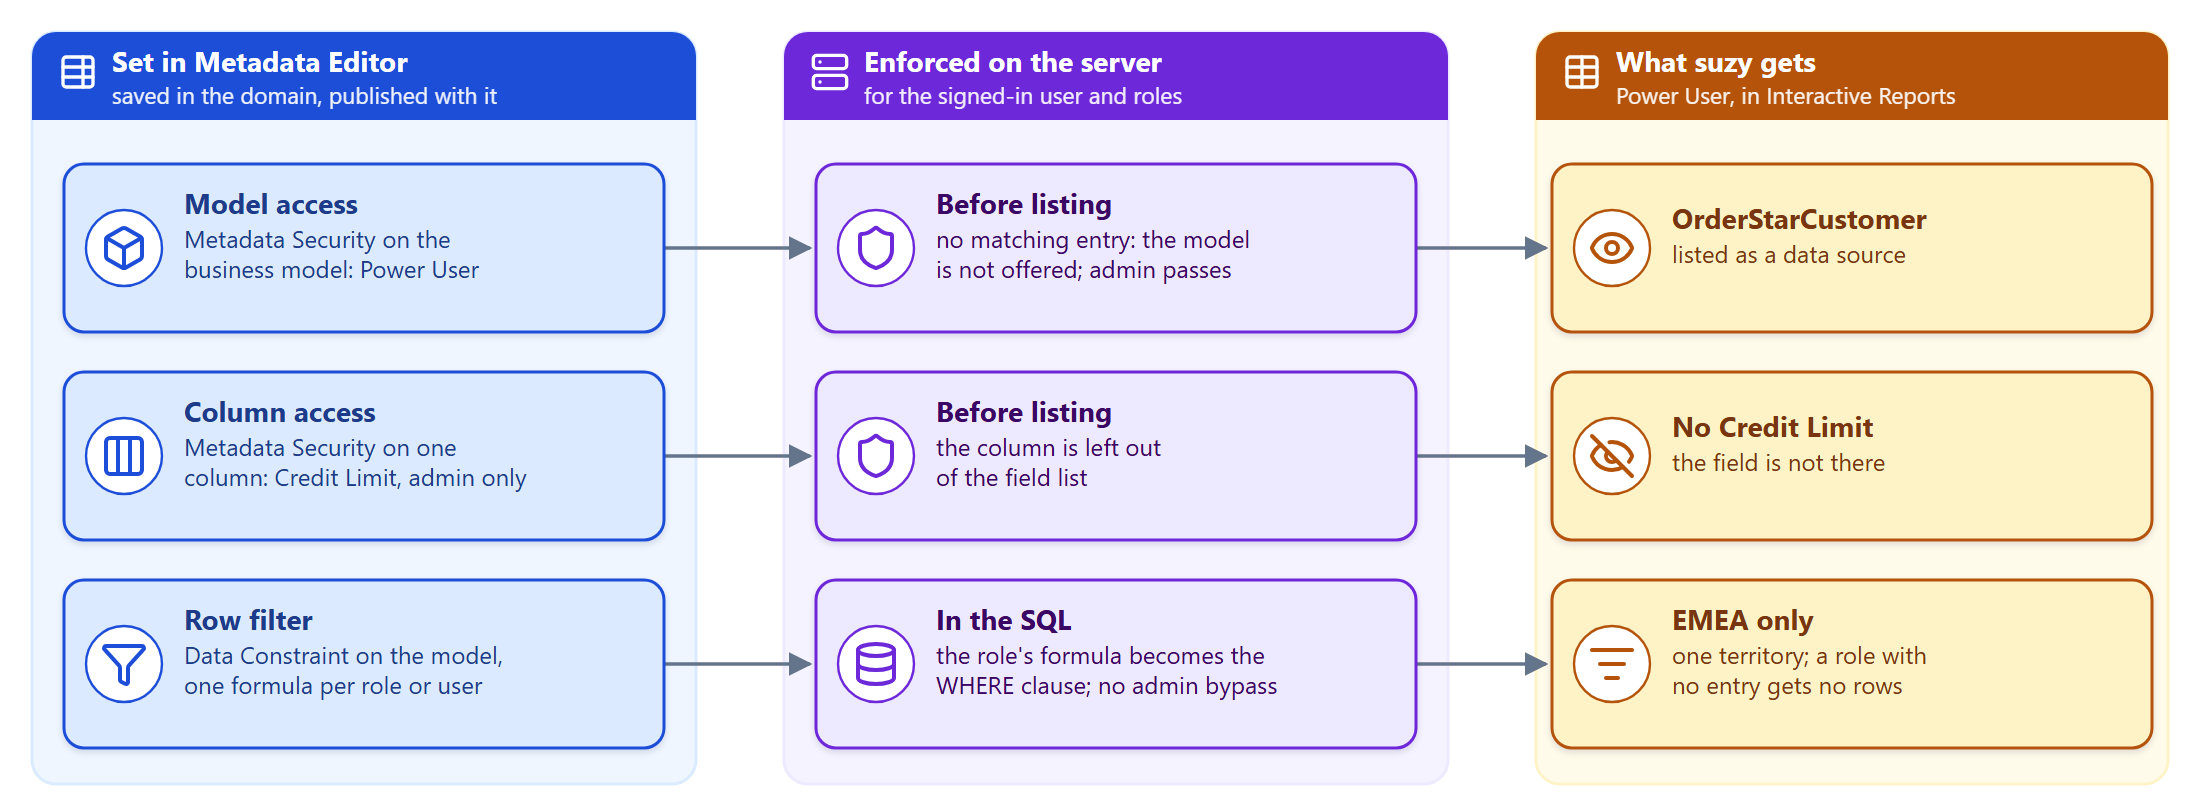 Set in Metadata Editor
saved in the domain, published with it
Model access
Metadata Security on the
business model: Power User
Column access
Metadata Security on one
column: Credit Limit, admin only
Row filter
Data Constraint on the model,
one formula per role or user
Enforced on the server
for the signed-in user and roles
Before listing
no matching entry: the model
is not offered; admin passes
Before listing
the column is left out
of the field list
In the SQL
the role's formula becomes the
WHERE clause; no admin bypass
What suzy gets
Power User, in Interactive Reports
OrderStarCustomer
listed as a data source
No Credit Limit
the field is not there
EMEA only
one territory; a role with
no entry gets no rows